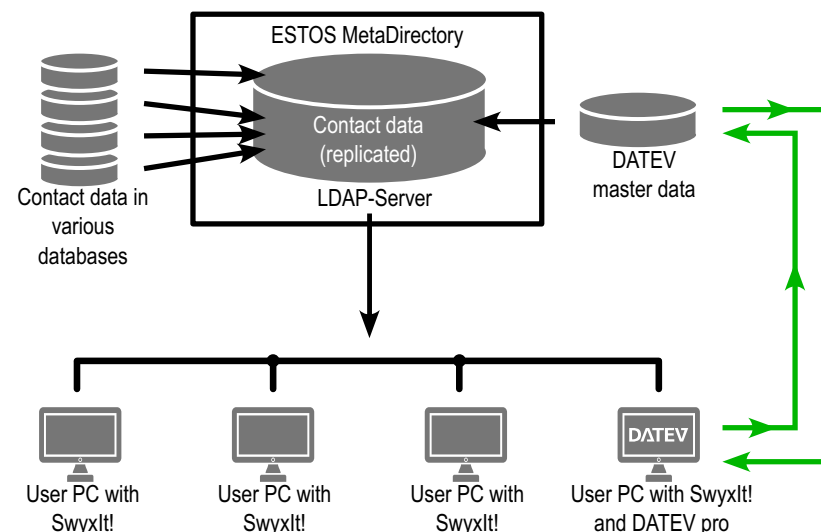 ESTOS MetaDirectory
Contact data
(replicated)
LDAP-Server
Contact data in
various
databases
DATEV
master data
DATEV
User PC with
SwyxIt!
User PC with
SwyxIt!
User PC with
SwyxIt!
User PC with SwyxIt!
and DATEV pro